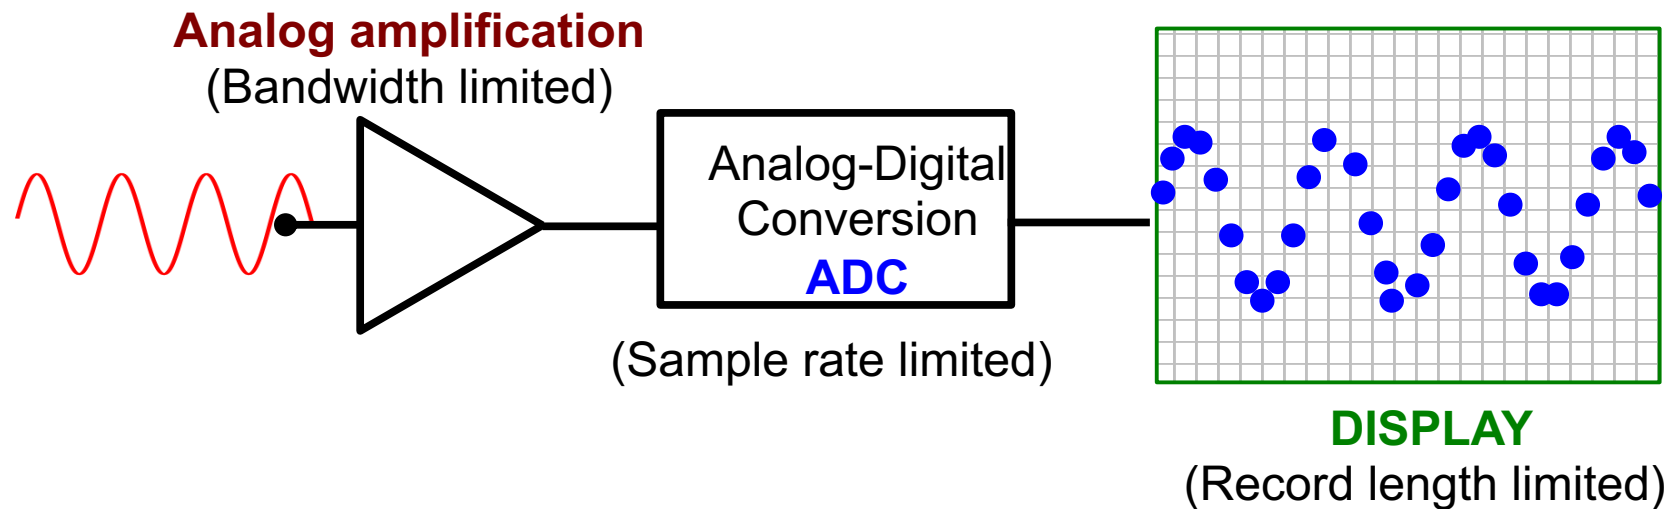 Analog amplification
(Bandwidth limited)
Analog-Digital
Conversion
ADC
(Sample rate limited)
DISPLAY
(Record length limited)